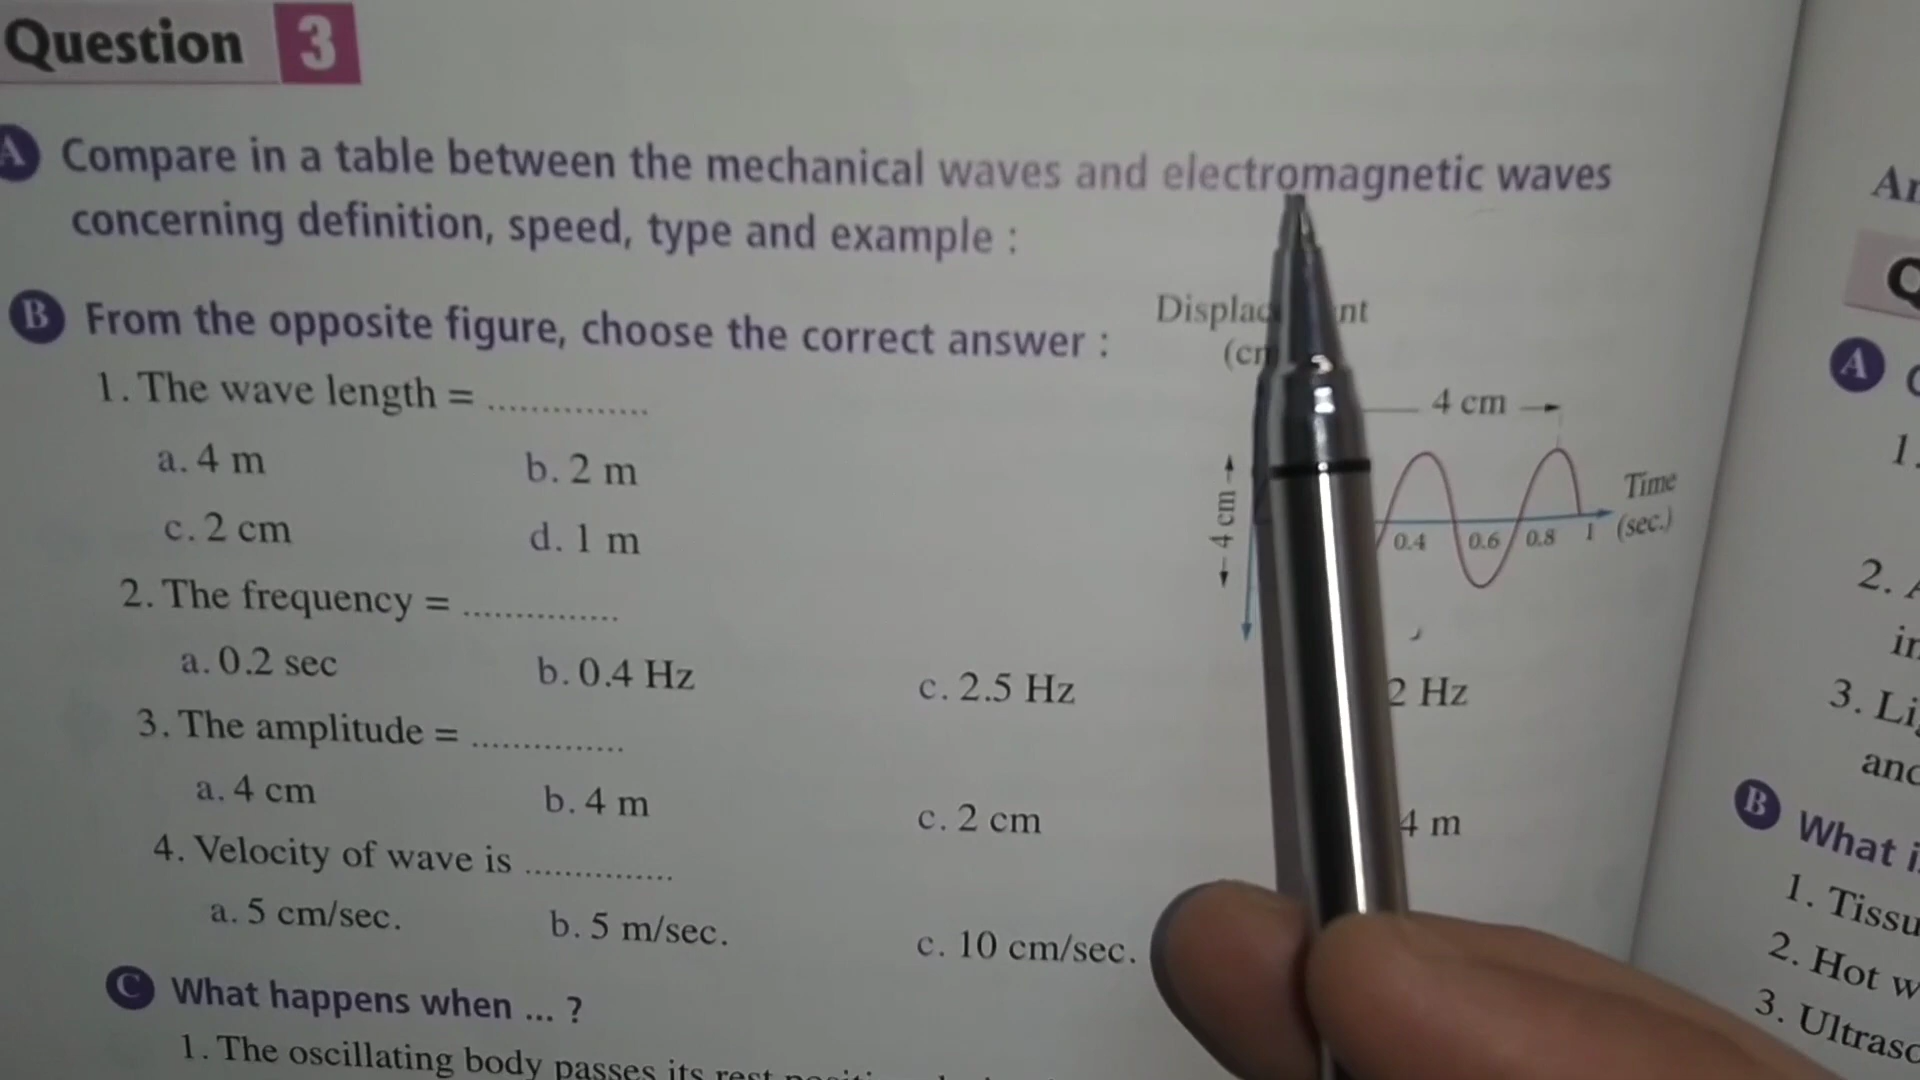 Question 3
A Compare in a table between the mechanical waves and electromagnetic waves
concerning definition, speed, type and example :
B From the opposite figure, choose the correct answer :
1. The wave length = ..............
a. 4 m b. 2 m
c. 2 cm d. 1 m
2. The frequency = ..............
a. 0.2 sec b. 0.4 Hz c. 2.5 Hz 2 Hz
3. The amplitude = ..............
a. 4 cm b. 4 m c. 2 cm 4 m
4. Velocity of wave is ..............
a. 5 cm/sec. b. 5 m/sec. c. 10 cm/sec.
C What happens when ... ?
1. The oscillating body passes its rest
4 cm
4 cm
Time
(sec.)
0.4 0.6 0.8 1
A
1.
2.
3.
B What
1.
2. Hot
3.